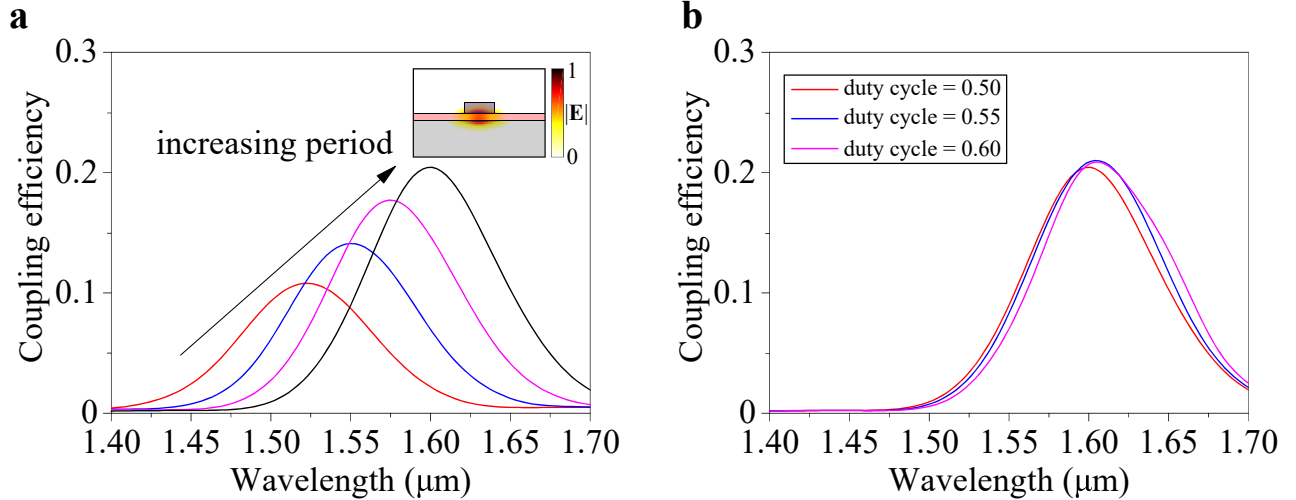 a
0.3
0.2
0.1
0
Coupling efficiency
increasing period
1
|E|
0
1.40 1.45 1.50 1.55 1.60 1.65 1.70
Wavelength (μm)
b
0.3
0.2
0.1
0
Coupling efficiency
duty cycle = 0.50
duty cycle = 0.55
duty cycle = 0.60
1.40 1.45 1.50 1.55 1.60 1.65 1.70
Wavelength (μm)